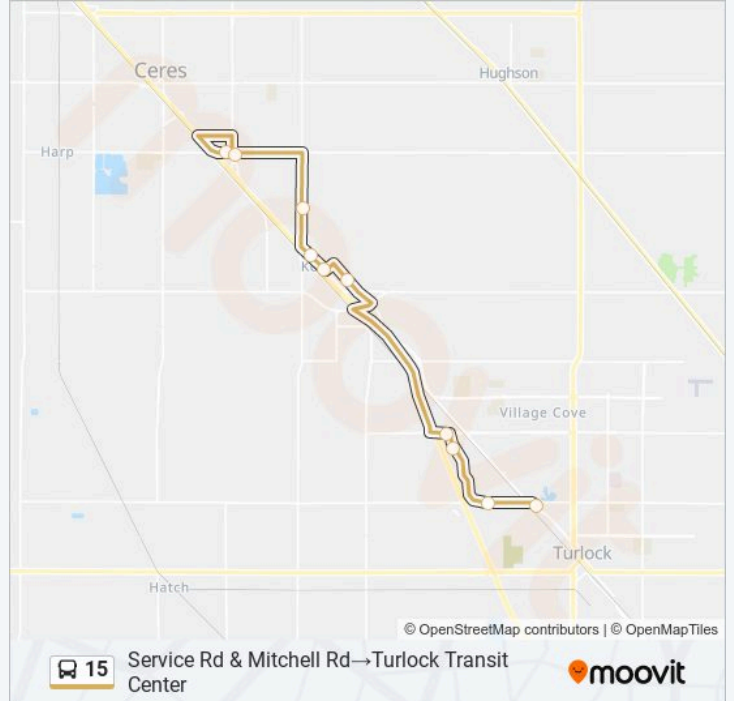 Ceres
Hughson
Harp
Village Cove
Turlock
Hatch
© OpenStreetMap contributors | © OpenMapTiles
15
Service Rd & Mitchell Rd→Turlock Transit
Center
moovit